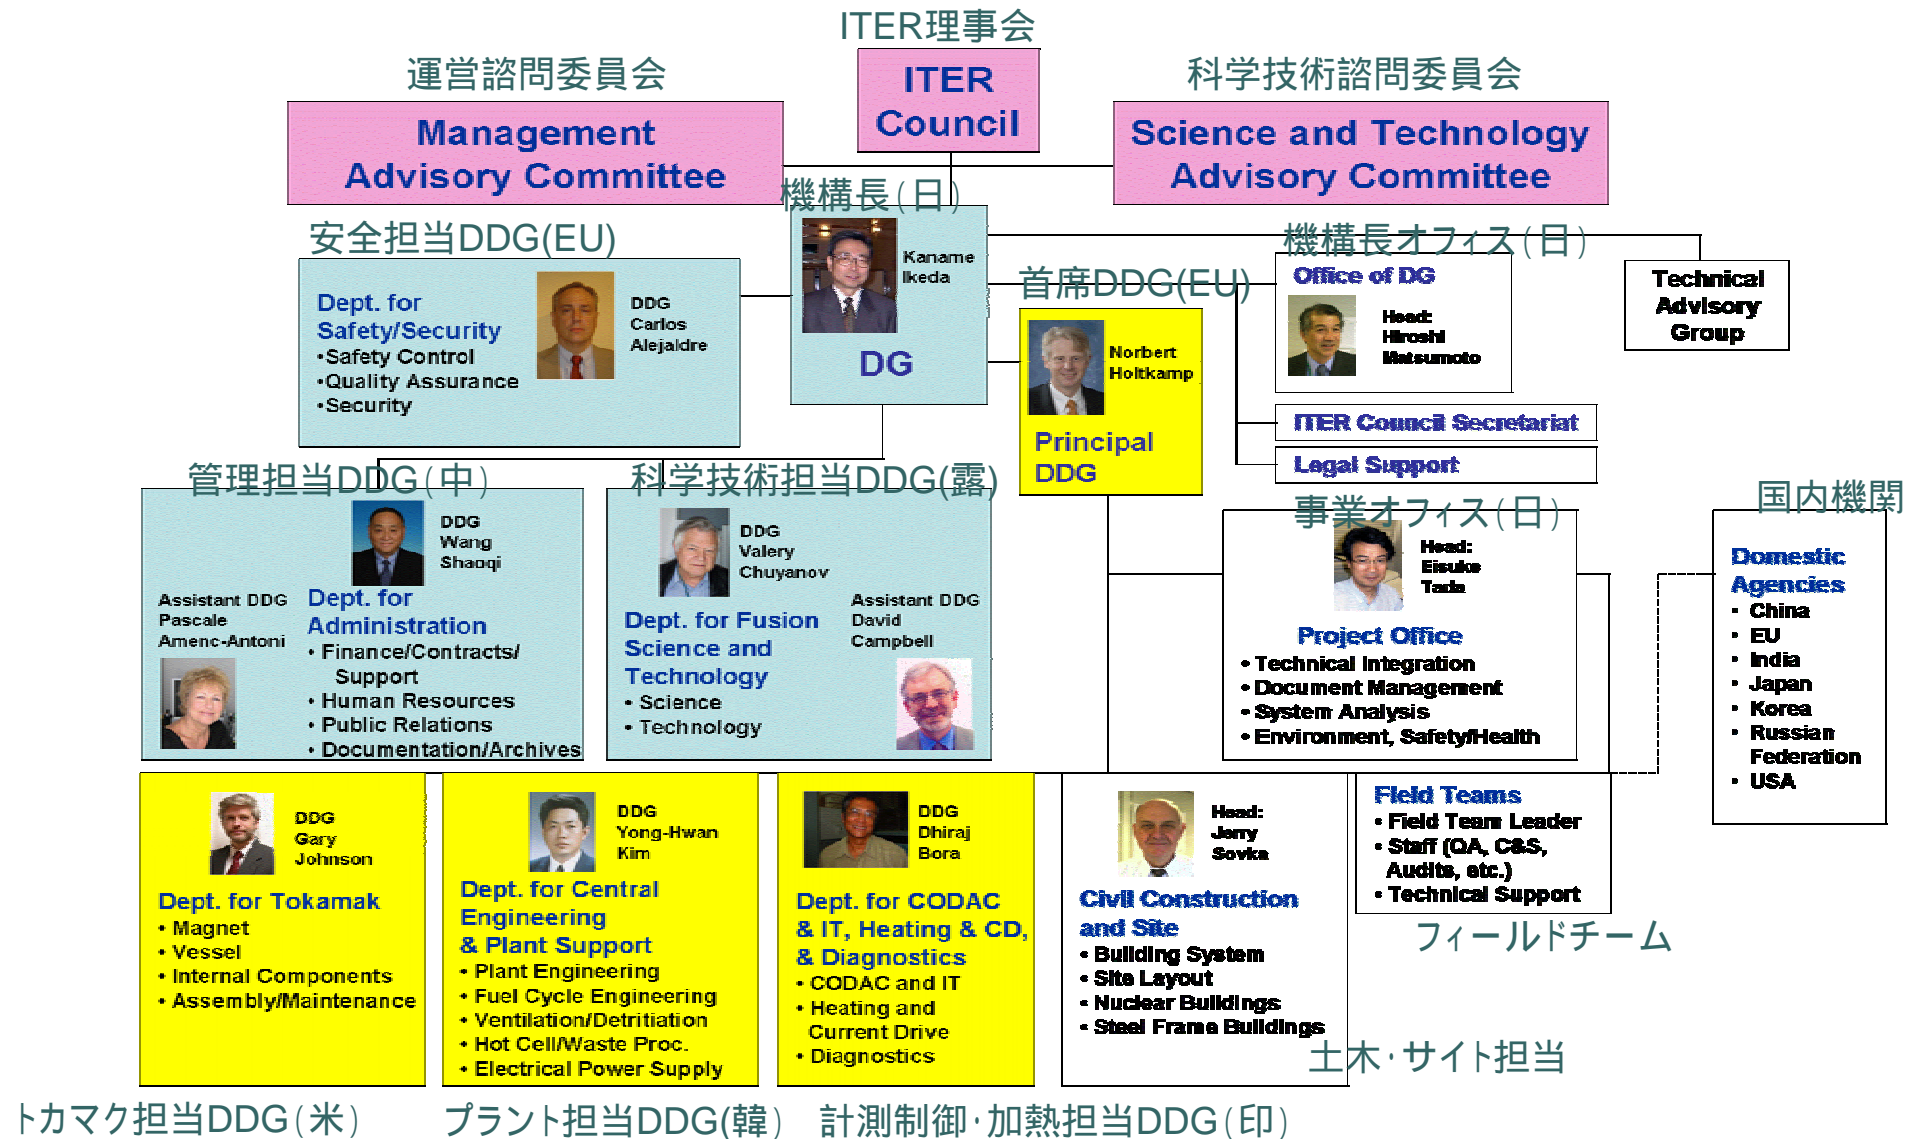 ITER理事会
ITER
Council
運営諮問委員会
Management
Advisory Committee
科学技術諮問委員会
Science and Technology
Advisory Committee
機構長(日)
Kaname
Ikeda
DG
安全担当DDG(EU)
Dept. for
Safety/Security
•Safety Control
•Quality Assurance
•Security
DDG
Carlos
Alejaldre
首席DDG(EU)
Norbert
Holtkamp
Principal
DDG
機構長オフィス(日)
Office of DG
Head:
Hiroshi
Matsumoto
ITER Council Secretariat
Legal Support
Technical
Advisory
Group
管理担当DDG(中)
DDG
Wang
Shaoqi
Assistant DDG
Pascale
Amenc-Antoni
Dept. for
Administration
• Finance/Contracts/
Support
• Human Resources
• Public Relations
• Documentation/Archives
科学技術担当DDG(露)
DDG
Valery
Chuyanov
Dept. for Fusion
Science and
Technology
• Science
• Technology
Assistant DDG
David
Campbell
事業オフィス(日)
Head:
Eisuke
Tada
Project Office
• Technical Integration
• Document Management
• System Analysis
• Environment, Safety/Health
国内機関
Domestic
Agencies
• China
• EU
• India
• Japan
• Korea
• Russian
Federation
• USA
DDG
Gary
Johnson
Dept. for Tokamak
• Magnet
• Vessel
• Internal Components
• Assembly/Maintenance
トカマク担当DDG(米)
DDG
Yong-Hwan
Kim
Dept. for Central
Engineering
& Plant Support
• Plant Engineering
• Fuel Cycle Engineering
• Ventilation/Detritiation
• Hot Cell/Waste Proc.
• Electrical Power Supply
プラント担当DDG(韓)
DDG
Dhiraj
Bora
Dept. for CODAC
& IT, Heating & CD,
& Diagnostics
• CODAC and IT
• Heating and
Current Drive
• Diagnostics
計測制御·加熱担当DDG(印)
Head:
Jerry
Sovka
Civil Construction
and Site
• Building System
• Site Layout
• Nuclear Buildings
• Steel Frame Buildings
土木·サイト担当
Field Teams
• Field Team Leader
• Staff (QA, C&S,
Audits, etc.)
• Technical Support
フィールドチーム